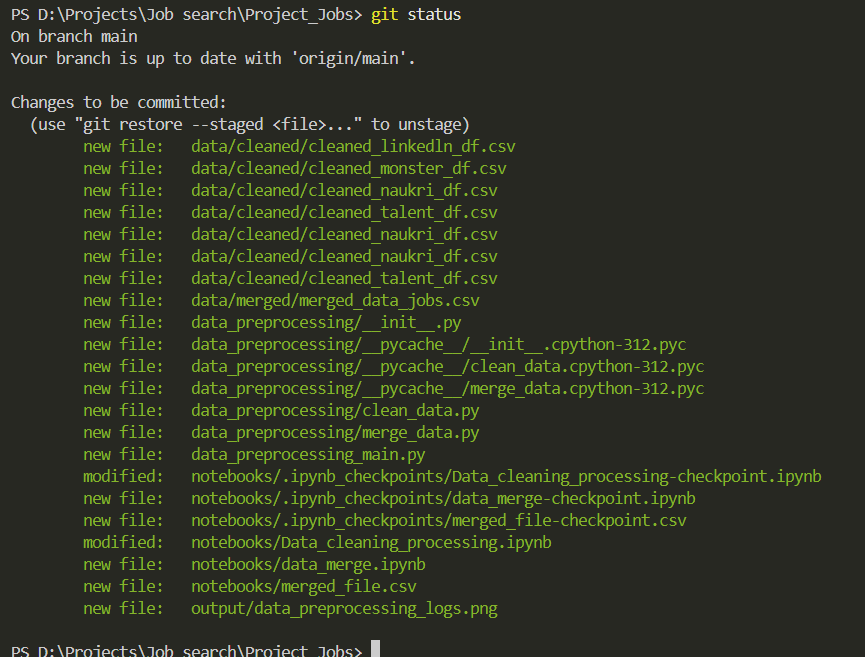 PS D:\Projects\Job search\Project_Jobs> git status
On branch main
Your branch is up to date with 'origin/main'.

Changes to be committed:
  (use "git restore --staged <file>..." to unstage)
        new file:   data/cleaned/cleaned_linkedln_df.csv
        new file:   data/cleaned/cleaned_monster_df.csv
        new file:   data/cleaned/cleaned_naukri_df.csv
        new file:   data/cleaned/cleaned_talent_df.csv
        new file:   data/cleaned/cleaned_naukri_df.csv
        new file:   data/cleaned/cleaned_naukri_df.csv
        new file:   data/cleaned/cleaned_talent_df.csv
        new file:   data/merged/merged_data_jobs.csv
        new file:   data_preprocessing/__init__.py
        new file:   data_preprocessing/__pycache__/__init__.cpython-312.pyc
        new file:   data_preprocessing/__pycache__/clean_data.cpython-312.pyc
        new file:   data_preprocessing/__pycache__/merge_data.cpython-312.pyc
        new file:   data_preprocessing/clean_data.py
        new file:   data_preprocessing/merge_data.py
        new file:   data_preprocessing_main.py
        modified:   notebooks/.ipynb_checkpoints/Data_cleaning_processing-checkpoint.ipynb
        new file:   notebooks/.ipynb_checkpoints/data_merge-checkpoint.ipynb
        new file:   notebooks/.ipynb_checkpoints/merged_file-checkpoint.csv
        modified:   notebooks/Data_cleaning_processing.ipynb
        new file:   notebooks/data_merge.ipynb
        new file:   notebooks/merged_file.csv
        new file:   output/data_preprocessing_logs.png

PS D:\Projects\Job search\Project_Jobs>